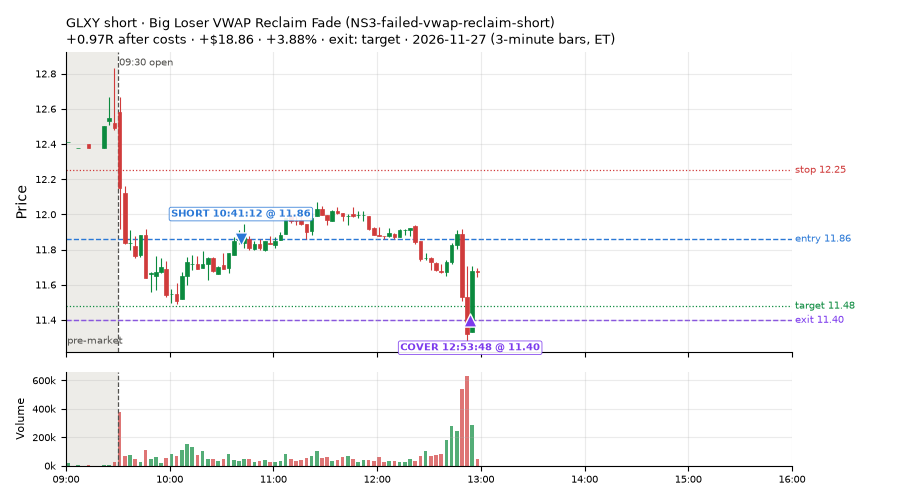 GLXY short · Big Loser VWAP Reclaim Fade (NS3-failed-vwap-reclaim-short)
+0.97R after costs · +$18.86 · +3.88% · exit: target · 2026-11-27 (3-minute bars, ET)
09:30 open
12.8
12.6
12.4
12.2
12.0
11.8
11.6
11.4
Price
stop 12.25
SHORT 10:41:12 @ 11.86
entry 11.86
target 11.48
exit 11.40
pre-market
COVER 12:53:48 @ 11.40
600k
400k
200k
0k
Volume
09:00
10:00
11:00
12:00
13:00
14:00
15:00
16:00